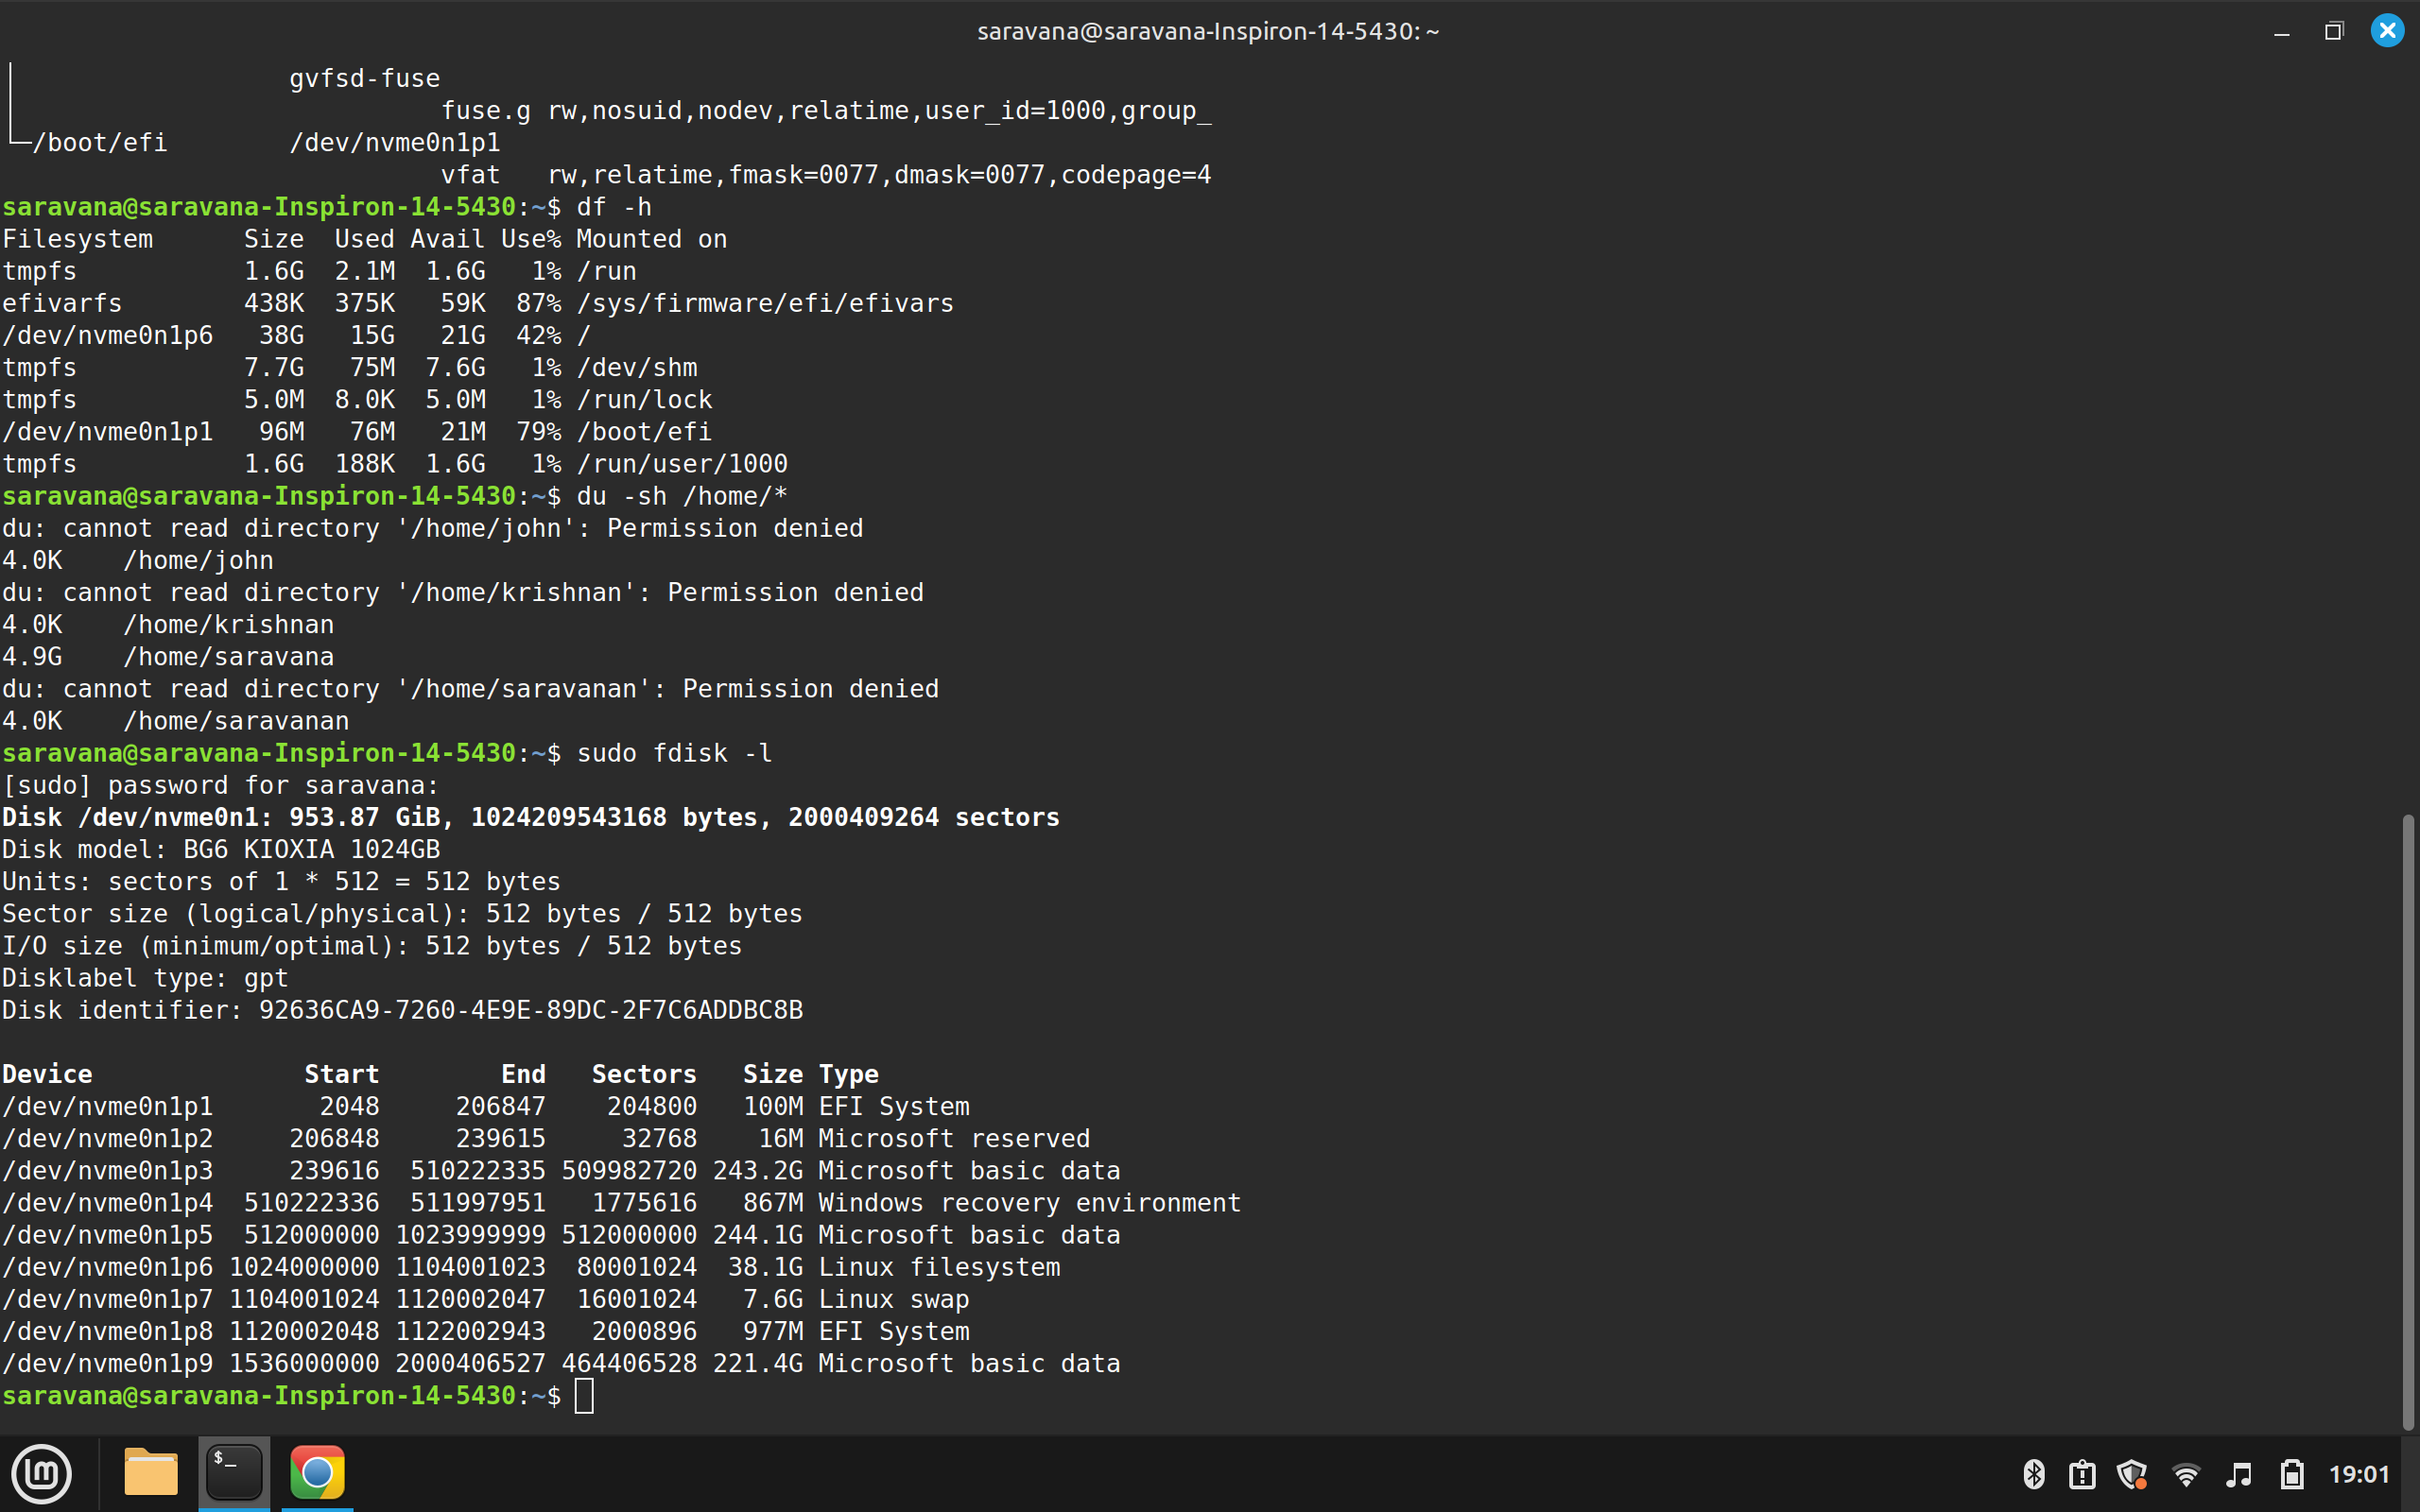 saravana@saravana-Inspiron-14-5430: ~
gvfsd-fuse
fuse.g rw,nosuid,nodev,relatime,user_id=1000,group_
└─/boot/efi        /dev/nvme0n1p1
vfat   rw,relatime,fmask=0077,dmask=0077,codepage=4
saravana@saravana-Inspiron-14-5430:~$ df -h
Filesystem      Size  Used Avail Use% Mounted on
tmpfs           1.6G  2.1M  1.6G   1% /run
efivarfs        438K  375K   59K  87% /sys/firmware/efi/efivars
/dev/nvme0n1p6   38G   15G   21G  42% /
tmpfs           7.7G   75M  7.6G   1% /dev/shm
tmpfs           5.0M  8.0K  5.0M   1% /run/lock
/dev/nvme0n1p1   96M   76M   21M  79% /boot/efi
tmpfs           1.6G  188K  1.6G   1% /run/user/1000
saravana@saravana-Inspiron-14-5430:~$ du -sh /home/*
du: cannot read directory '/home/john': Permission denied
4.0K    /home/john
du: cannot read directory '/home/krishnan': Permission denied
4.0K    /home/krishnan
4.9G    /home/saravana
du: cannot read directory '/home/saravanan': Permission denied
4.0K    /home/saravanan
saravana@saravana-Inspiron-14-5430:~$ sudo fdisk -l
[sudo] password for saravana:
Disk /dev/nvme0n1: 953.87 GiB, 1024209543168 bytes, 2000409264 sectors
Disk model: BG6 KIOXIA 1024GB
Units: sectors of 1 * 512 = 512 bytes
Sector size (logical/physical): 512 bytes / 512 bytes
I/O size (minimum/optimal): 512 bytes / 512 bytes
Disklabel type: gpt
Disk identifier: 92636CA9-7260-4E9E-89DC-2F7C6ADDBC8B
Device              Start        End   Sectors   Size Type
/dev/nvme0n1p1       2048     206847    204800   100M EFI System
/dev/nvme0n1p2     206848     239615     32768    16M Microsoft reserved
/dev/nvme0n1p3     239616  510222335 509982720 243.2G Microsoft basic data
/dev/nvme0n1p4  510222336  511997951   1775616   867M Windows recovery environment
/dev/nvme0n1p5  512000000 1023999999 512000000 244.1G Microsoft basic data
/dev/nvme0n1p6 1024000000 1104001023  80001024  38.1G Linux filesystem
/dev/nvme0n1p7 1104001024 1120002047  16001024   7.6G Linux swap
/dev/nvme0n1p8 1120002048 1122002943   2000896   977M EFI System
/dev/nvme0n1p9 1536000000 2000406527 464406528 221.4G Microsoft basic data
saravana@saravana-Inspiron-14-5430:~$
$_
19:01